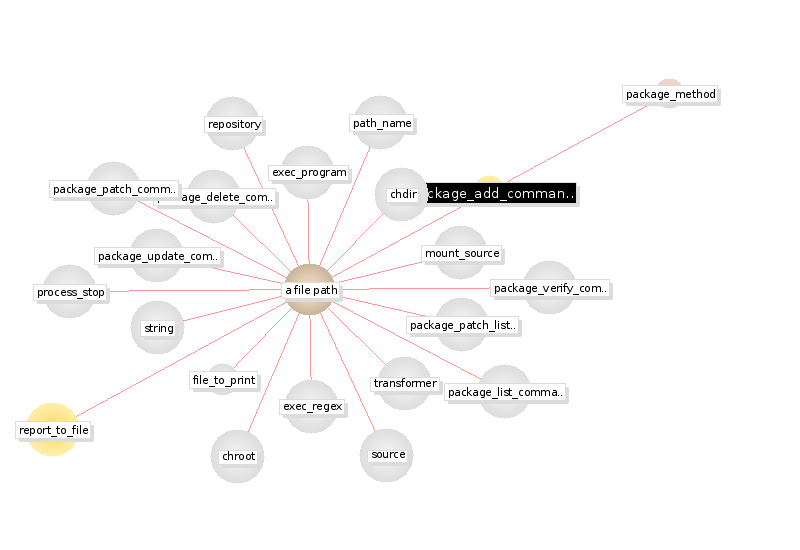 package_method
repository
path_name
exec_program
package_patch_comm..
age_delete_com..
chdir
ckage_add_comman..
package_update_com..
mount_source
process_stop
a file path
package_verify_com..
string
package_patch_list..
file_to_print
transformer
package_list_comma..
exec_regex
report_to_file
chroot
source